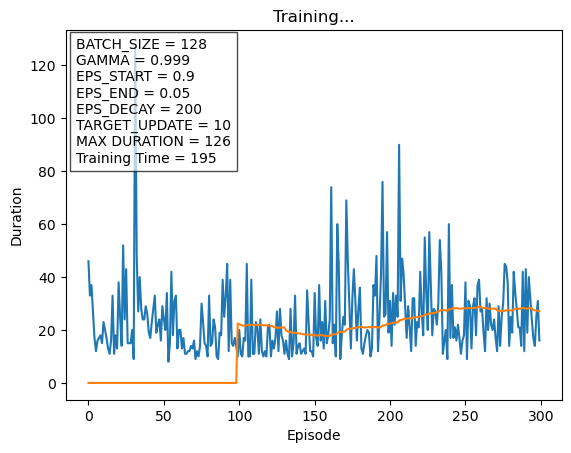 Training...
BATCH_SIZE = 128
GAMMA = 0.999
EPS_START = 0.9
EPS_END = 0.05
EPS_DECAY = 200
TARGET_UPDATE = 10
MAX DURATION = 126
Training Time = 195
Duration
120
100
80
60
40
20
0
0 50 100 150 200 250 300
Episode